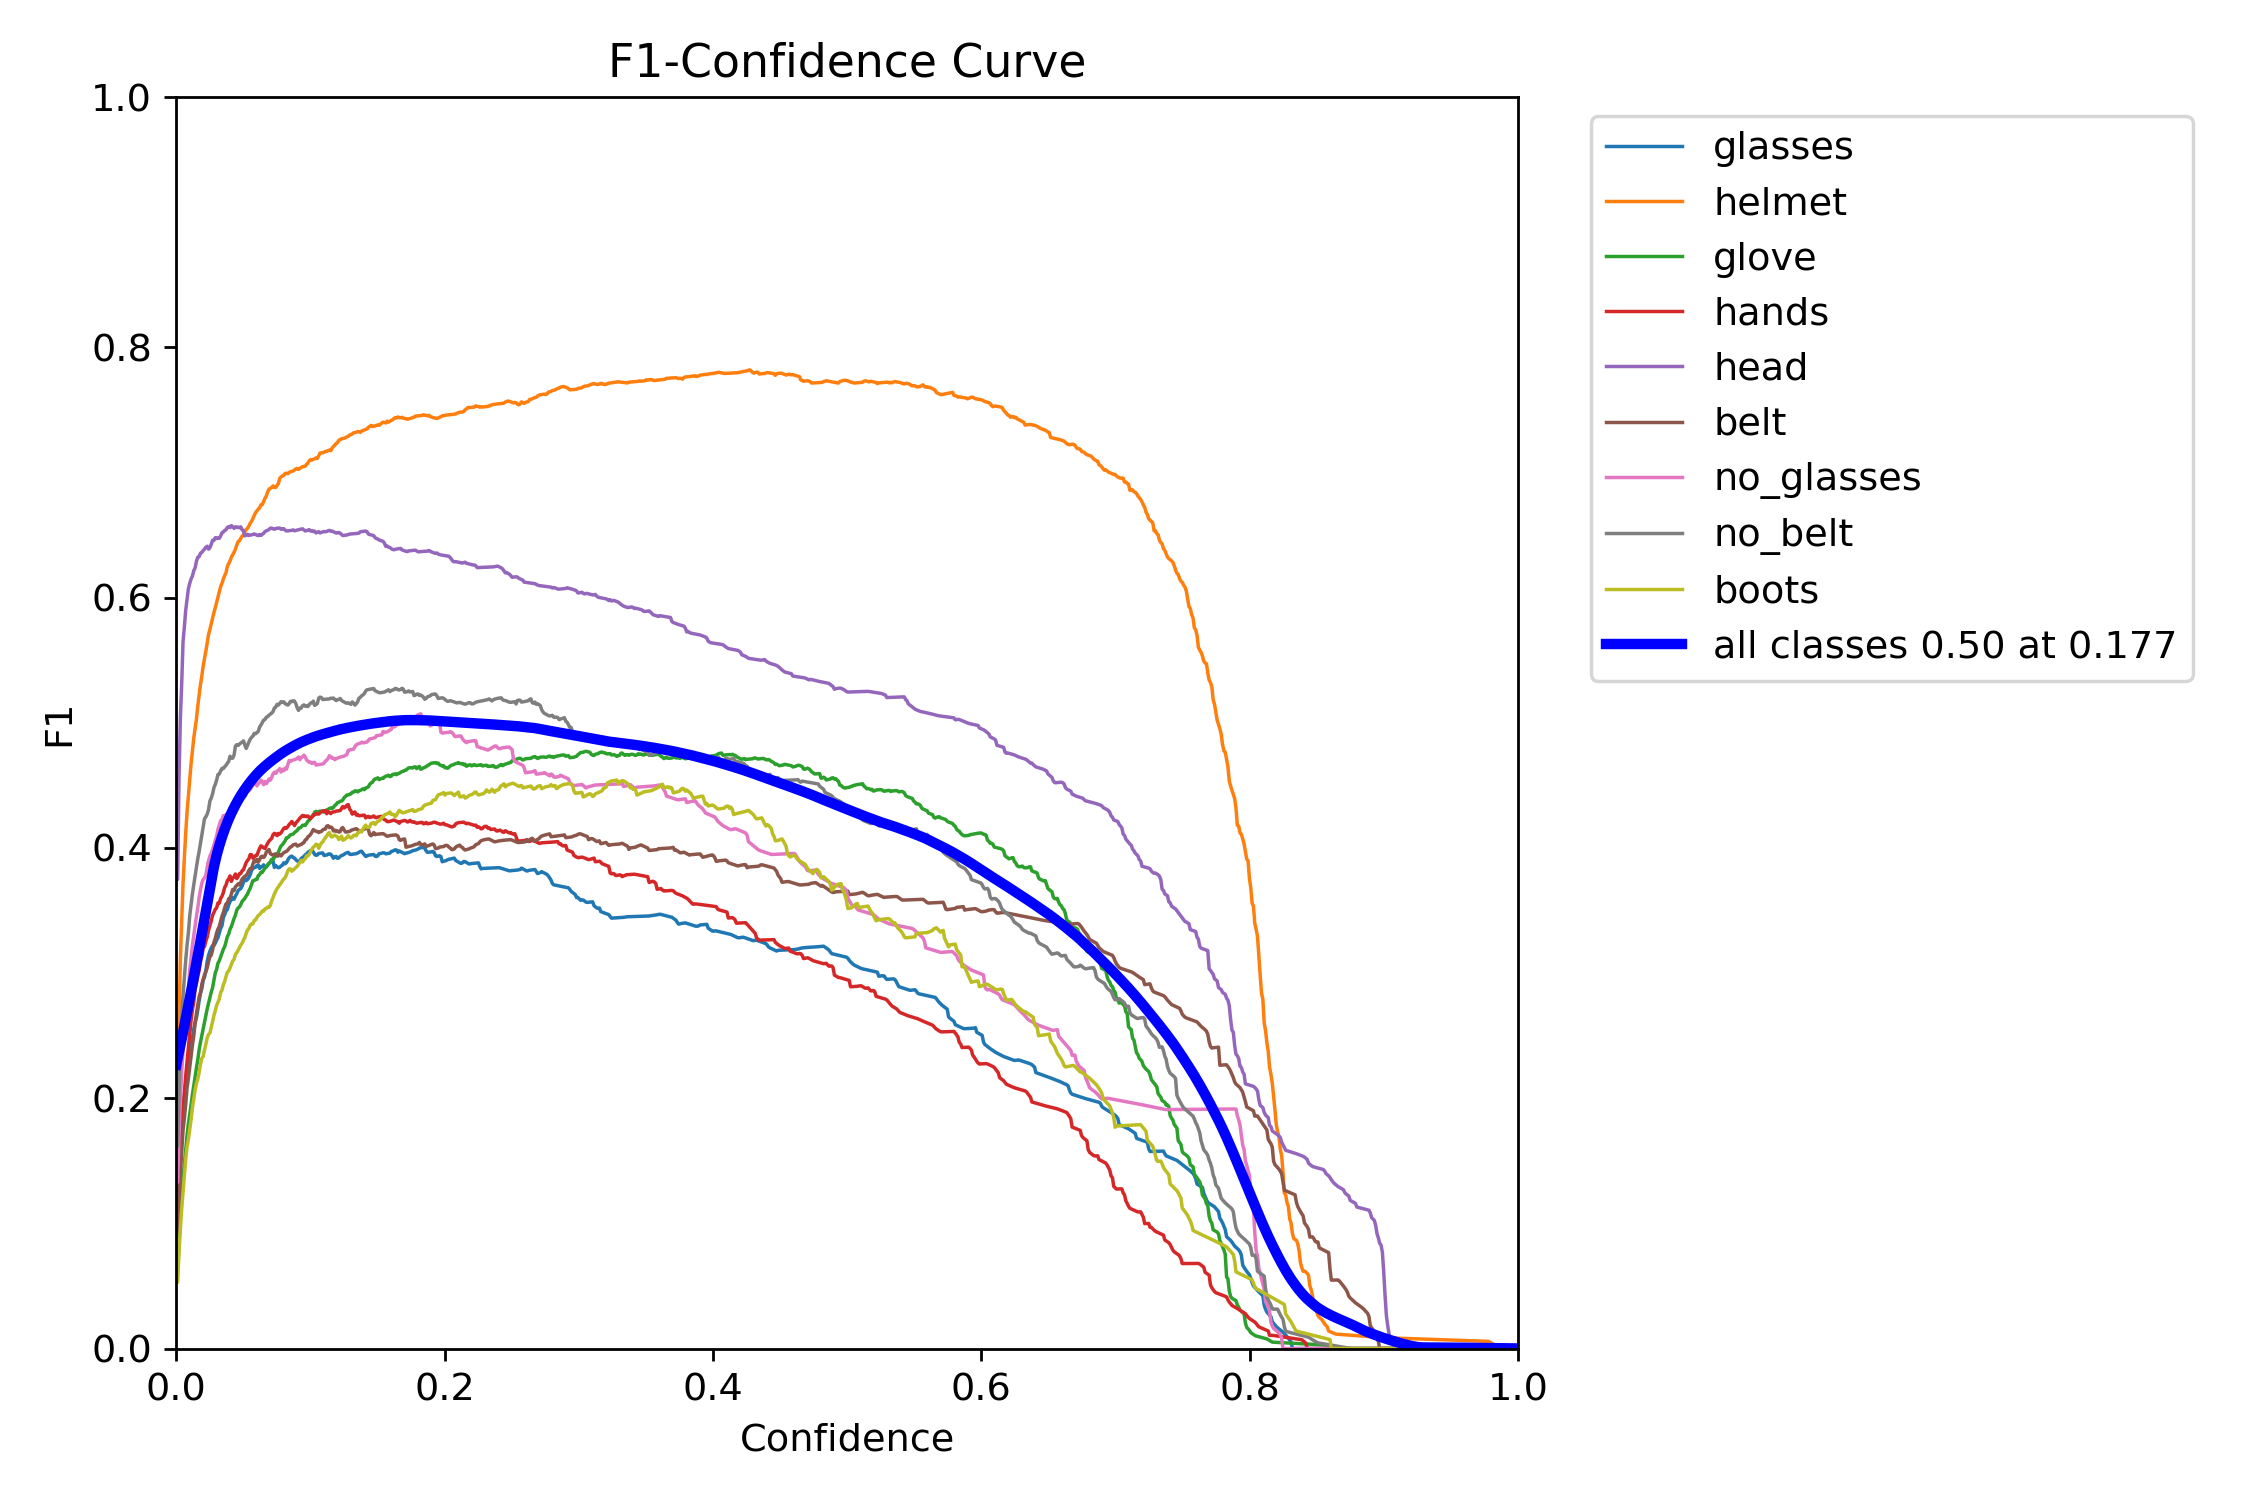 F1-Confidence Curve
1.0
0.8
0.6
0.4
0.2
0.0
F1
0.0 0.2 0.4 0.6 0.8 1.0
Confidence
glasses
helmet
glove
hands
head
belt
no_glasses
no_belt
boots
all classes 0.50 at 0.177